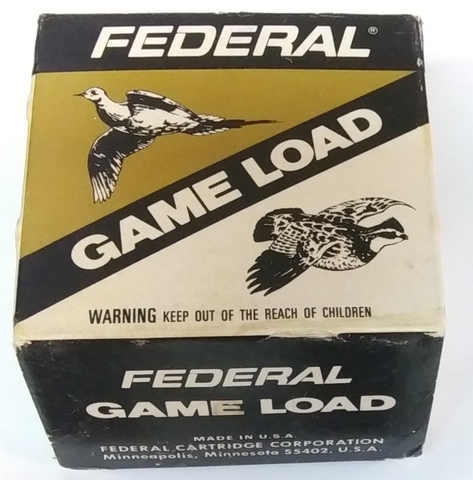 FEDERAL®
GAME LOAD
WARNING KEEP OUT OF THE REACH OF CHILDREN
FEDERAL
GAME LOAD
MADE IN U.S.A.
FEDERAL CARTRIDGE CORPORATION
Minneapolis, Minnesota 55402, U.S.A.